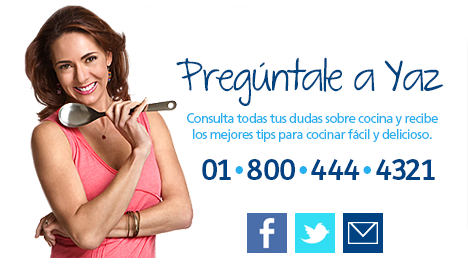 Pregúntale a Yaz
Consulta todas tus dudas sobre cocina y recibe
los mejores tips para cocinar fácil y delicioso.
01•800•444•4321